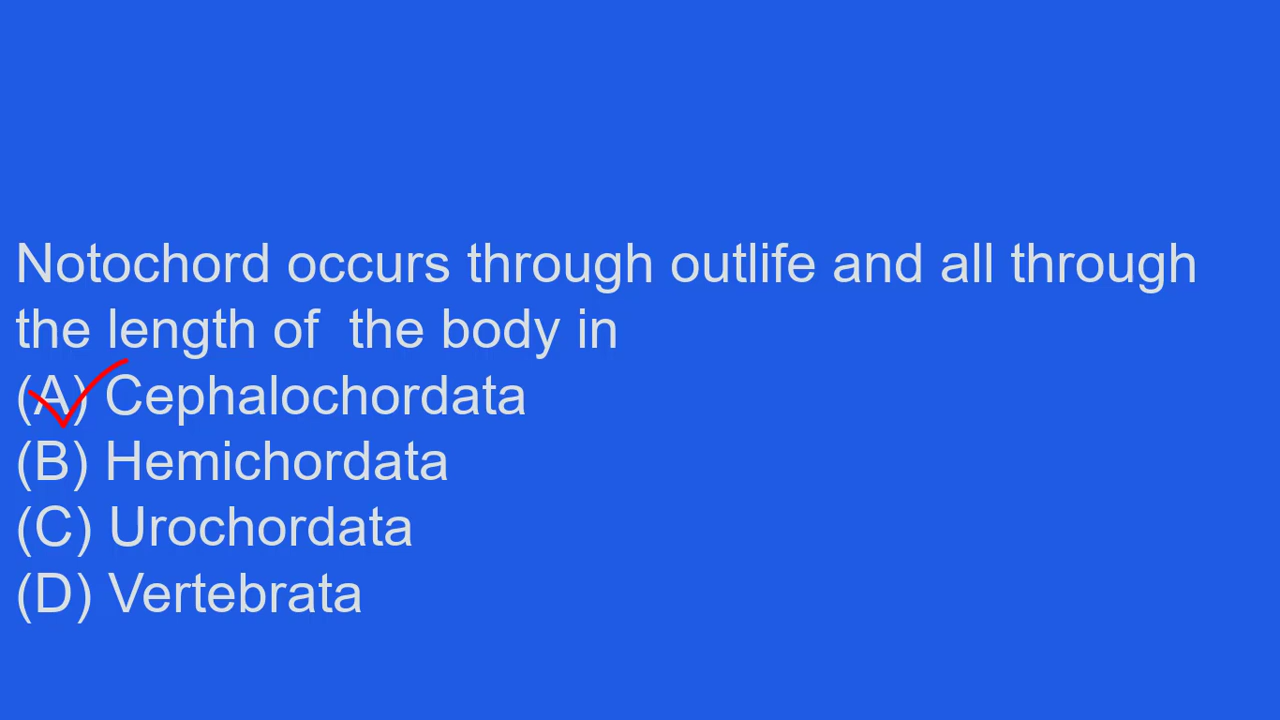 Notochord occurs through outlife and all through
the length of  the body in
(A) Cephalochordata
(B) Hemichordata
(C) Urochordata
(D) Vertebrata